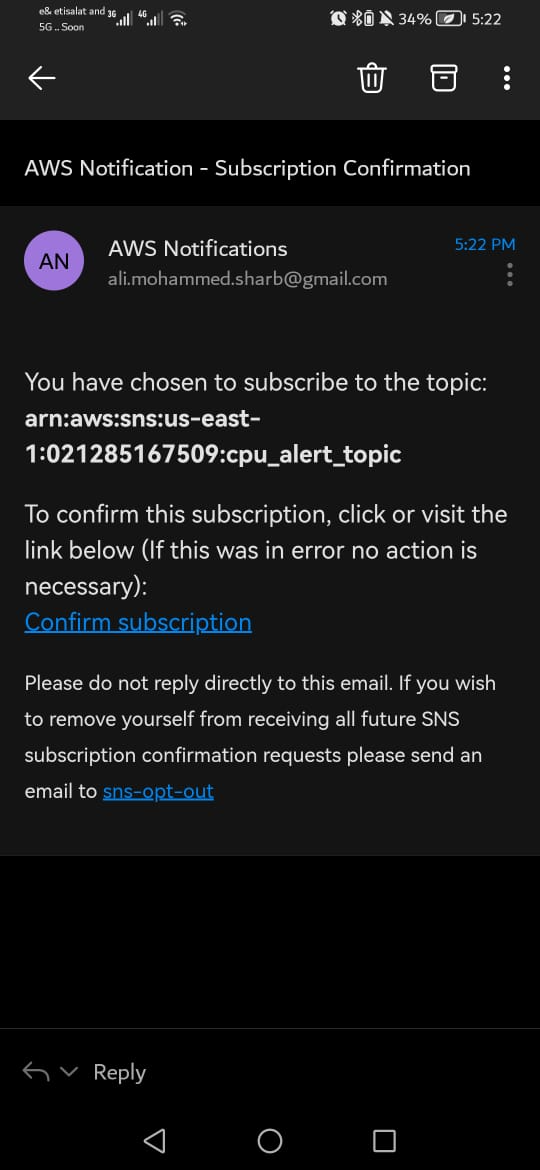 e& etisalat and 3G 4G 34% 5:22
5G .. Soon
AWS Notification - Subscription Confirmation
AN
AWS Notifications
5:22 PM
ali.mohammed.sharb@gmail.com
You have chosen to subscribe to the topic:
arn:aws:sns:us-east-
1:021285167509:cpu_alert_topic
To confirm this subscription, click or visit the
link below (If this was in error no action is
necessary):
Confirm subscription
Please do not reply directly to this email. If you wish
to remove yourself from receiving all future SNS
subscription confirmation requests please send an
email to sns-opt-out
Reply